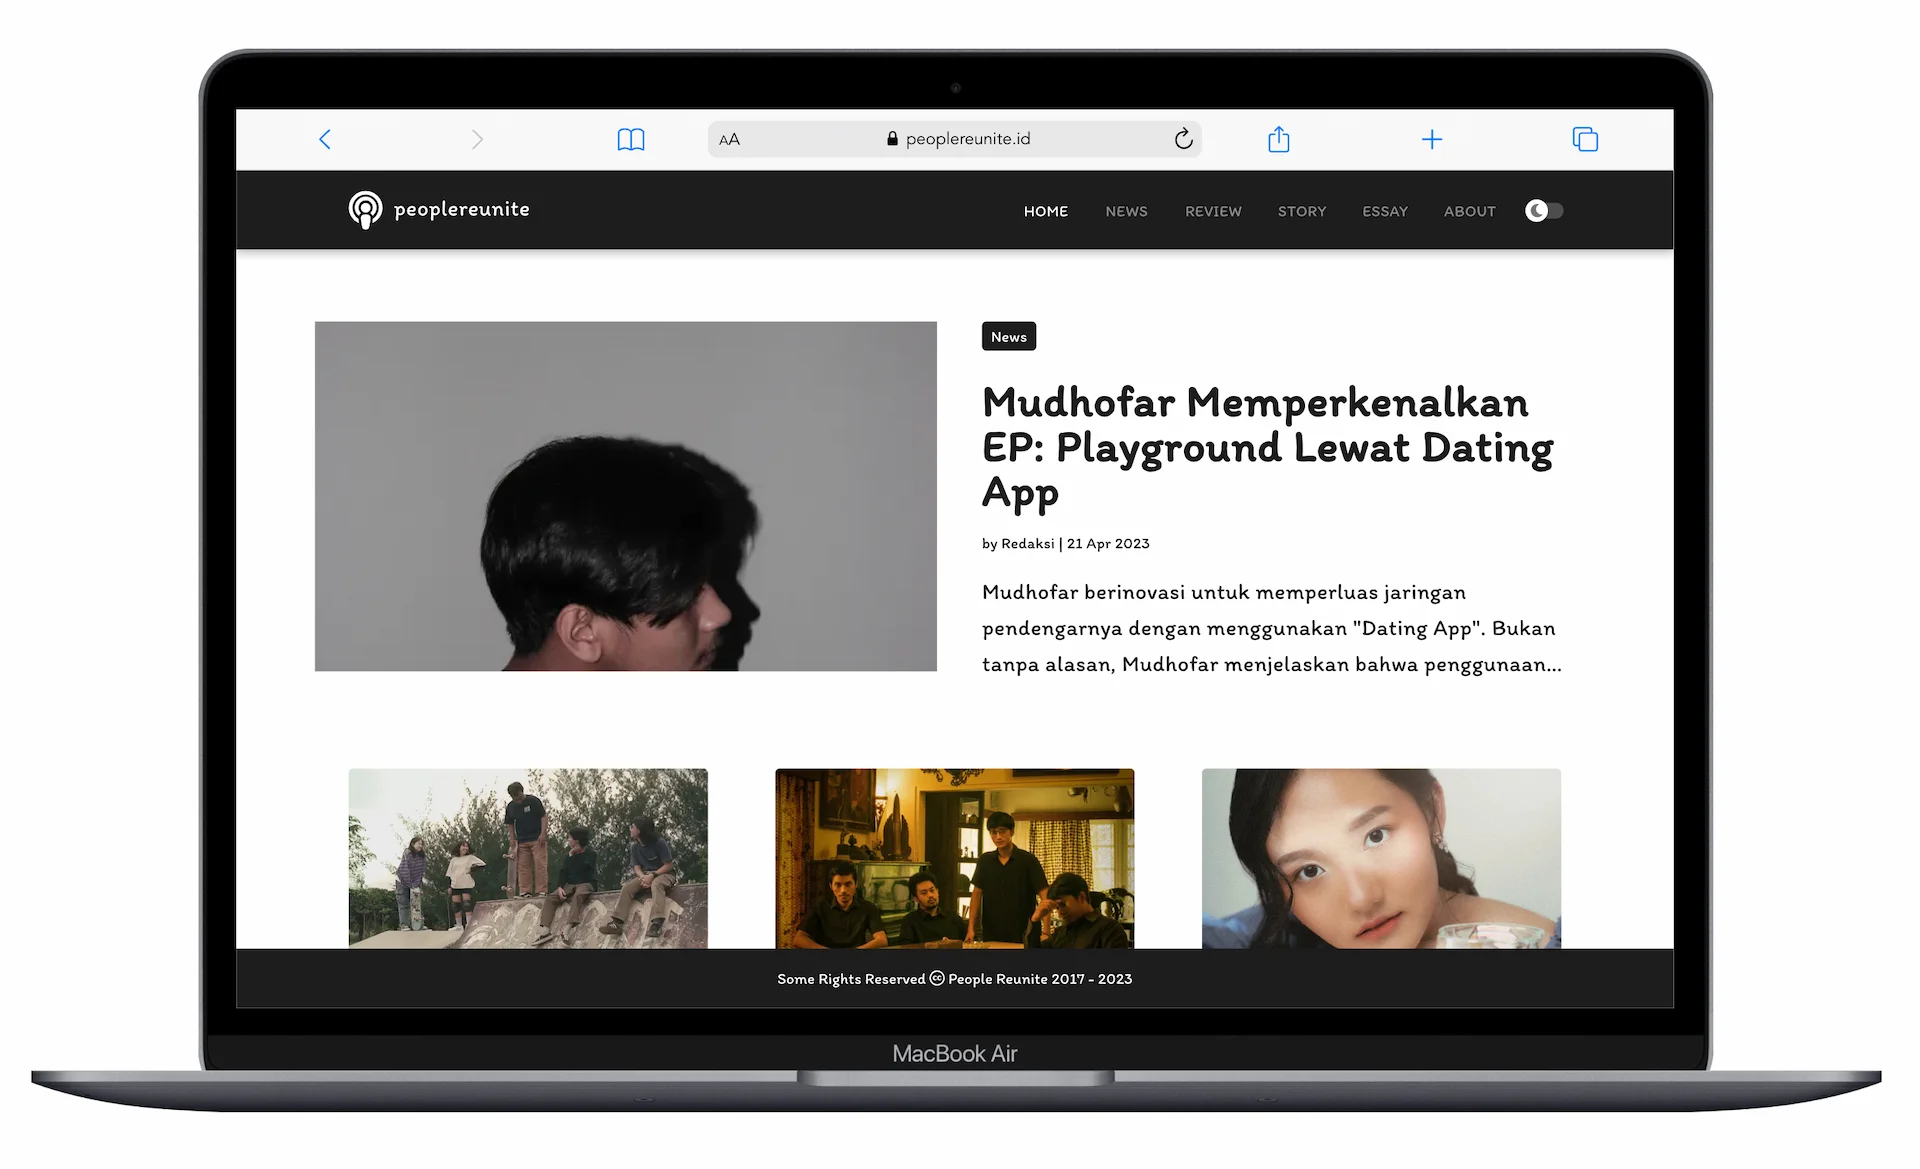 AA peoplereunite.id
peoplereunite
HOME NEWS REVIEW STORY ESSAY ABOUT
News
Mudhofar Memperkenalkan
EP: Playground Lewat Dating
App
by Redaksi | 21 Apr 2023
Mudhofar berinovasi untuk memperluas jaringan
pendengarnya dengan menggunakan "Dating App". Bukan
tanpa alasan, Mudhofar menjelaskan bahwa penggunaan...
Some Rights Reserved 🄭 People Reunite 2017 - 2023
MacBook Air